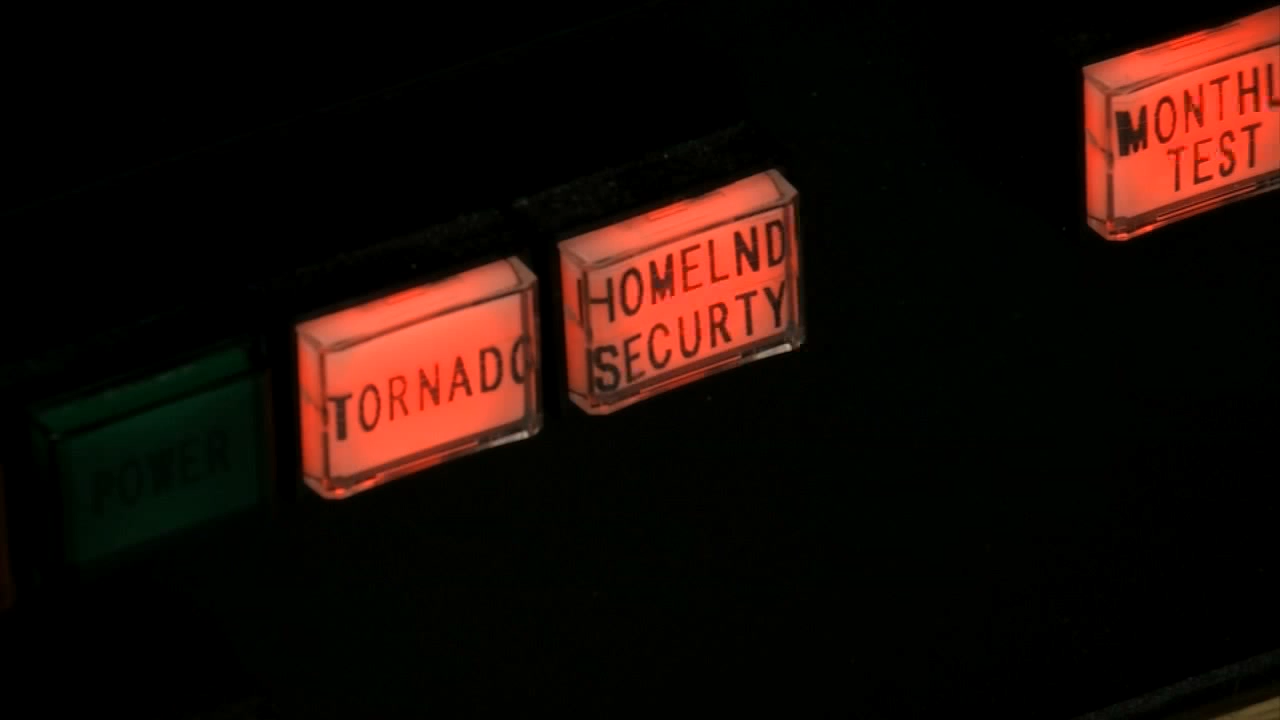 POWER
TORNADO
HOMELND
SECURTY
MONTHL
TEST